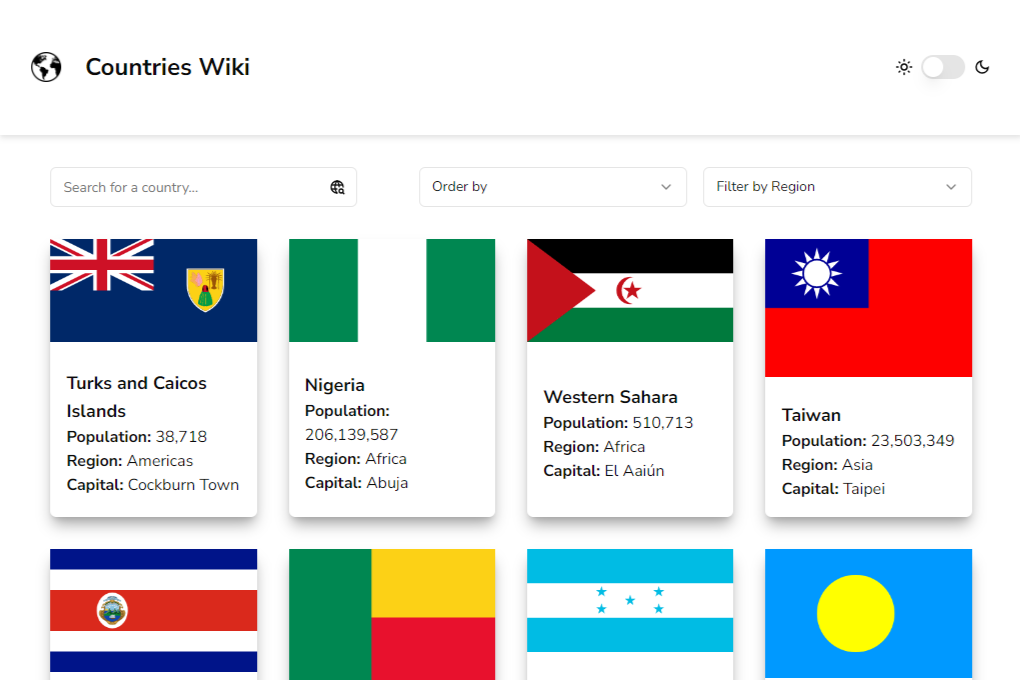 Countries Wiki
Search for a country...
Order by
Filter by Region
Turks and Caicos
Islands
Population: 38,718
Region: Americas
Capital: Cockburn Town
Nigeria
Population:
206,139,587
Region: Africa
Capital: Abuja
Western Sahara
Population: 510,713
Region: Africa
Capital: El Aaiún
Taiwan
Population: 23,503,349
Region: Asia
Capital: Taipei